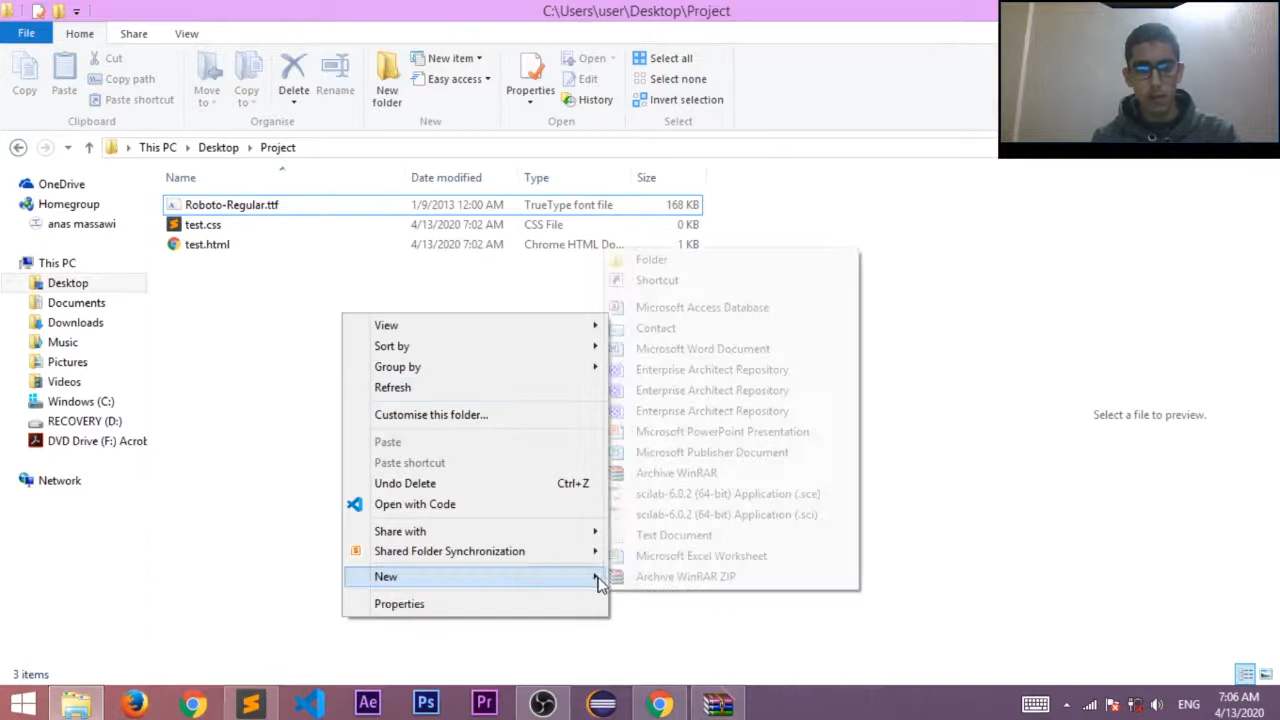 C:\Users\user\Desktop\Project
File Home Share View
Copy
Paste
Cut
Copy path
Paste shortcut
Clipboard
Move to
Copy to
Delete
Rename
Organise
New folder
New item
Easy access
New
Properties
Open
Edit
History
Open
Select all
Select none
Invert selection
Select
This PC Desktop Project
OneDrive
Homegroup
anas massawi
This PC
Desktop
Documents
Downloads
Music
Pictures
Videos
Windows (C:)
RECOVERY (D:)
DVD Drive (F:) Acrob
Network
Name Date modified Type Size
Roboto-Regular.ttf 1/9/2013 12:00 AM TrueType font file 168 KB
test.css 4/13/2020 7:02 AM CSS File 0 KB
test.html 4/13/2020 7:02 AM Chrome HTML Do... 1 KB
View
Sort by
Group by
Refresh
Customise this folder...
Paste
Paste shortcut
Undo Delete Ctrl+Z
Open with Code
Share with
Shared Folder Synchronization
New
Properties
Folder
Shortcut
Microsoft Access Database
Contact
Microsoft Word Document
Enterprise Architect Repository
Enterprise Architect Repository
Enterprise Architect Repository
Microsoft PowerPoint Presentation
Microsoft Publisher Document
Archive WinRAR
scilab-6.0.2 (64-bit) Application (.sce)
scilab-6.0.2 (64-bit) Application (.sci)
Text Document
Microsoft Excel Worksheet
Archive WinRAR ZIP
Select a file to preview.
3 items
Ae
Ps
Pr
ENG
7:06 AM
4/13/2020